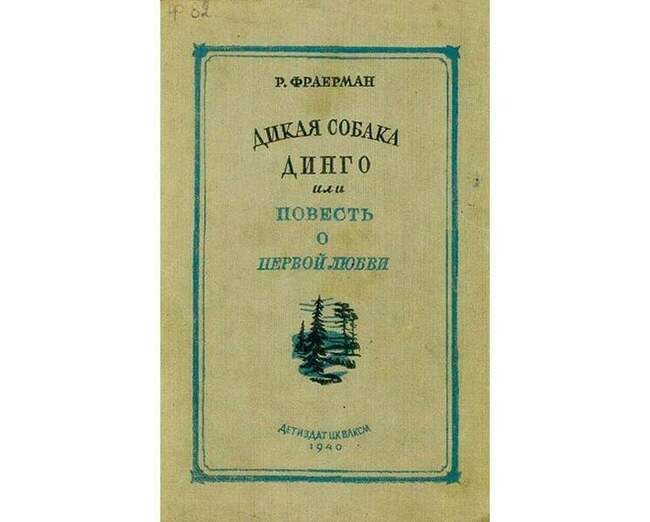 Р. ФРАЕРМАН
ДИКАЯ СОБАКА
ДИНГО
или
ПОВЕСТЬ
О
ПЕРВОЙ ЛЮБВИ
ДЕТИЗДАТ ЦК ВЛКСМ
1940